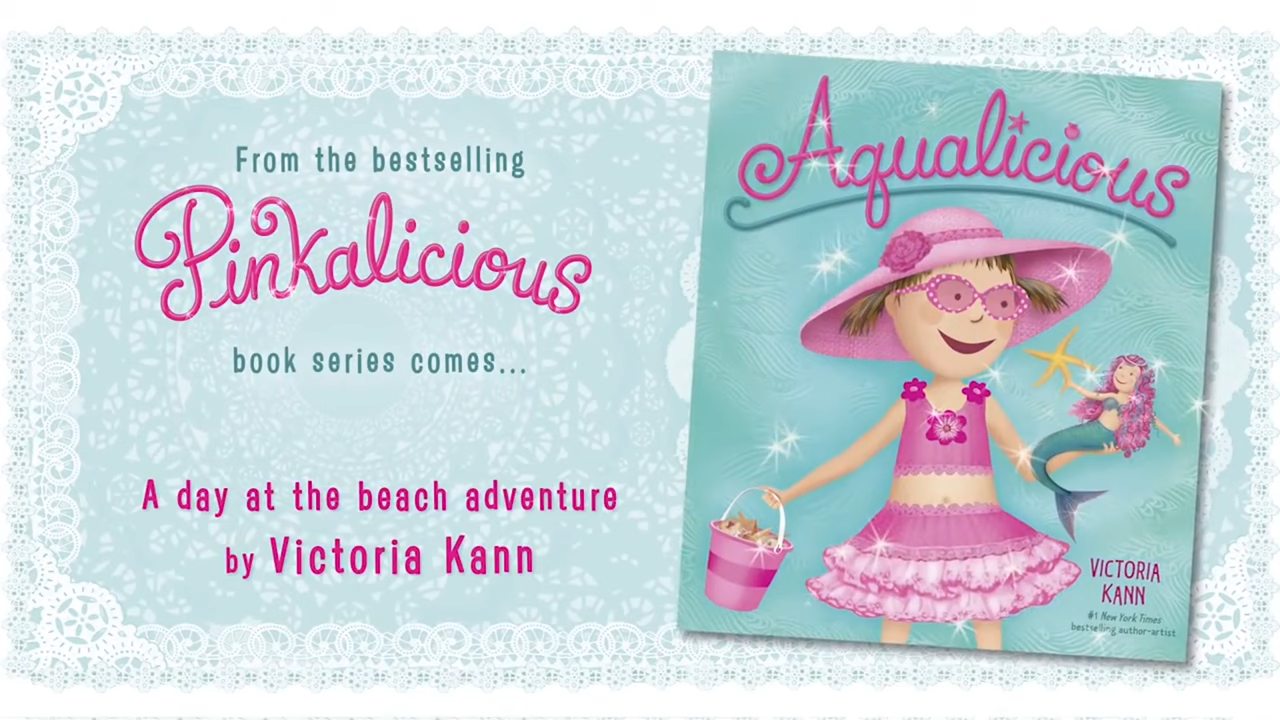 From the bestselling
Pinkalicious
book series comes...
A day at the beach adventure
by Victoria Kann
Aqualicious
VICTORIA
KANN
#1 New York Times
bestselling author-artist